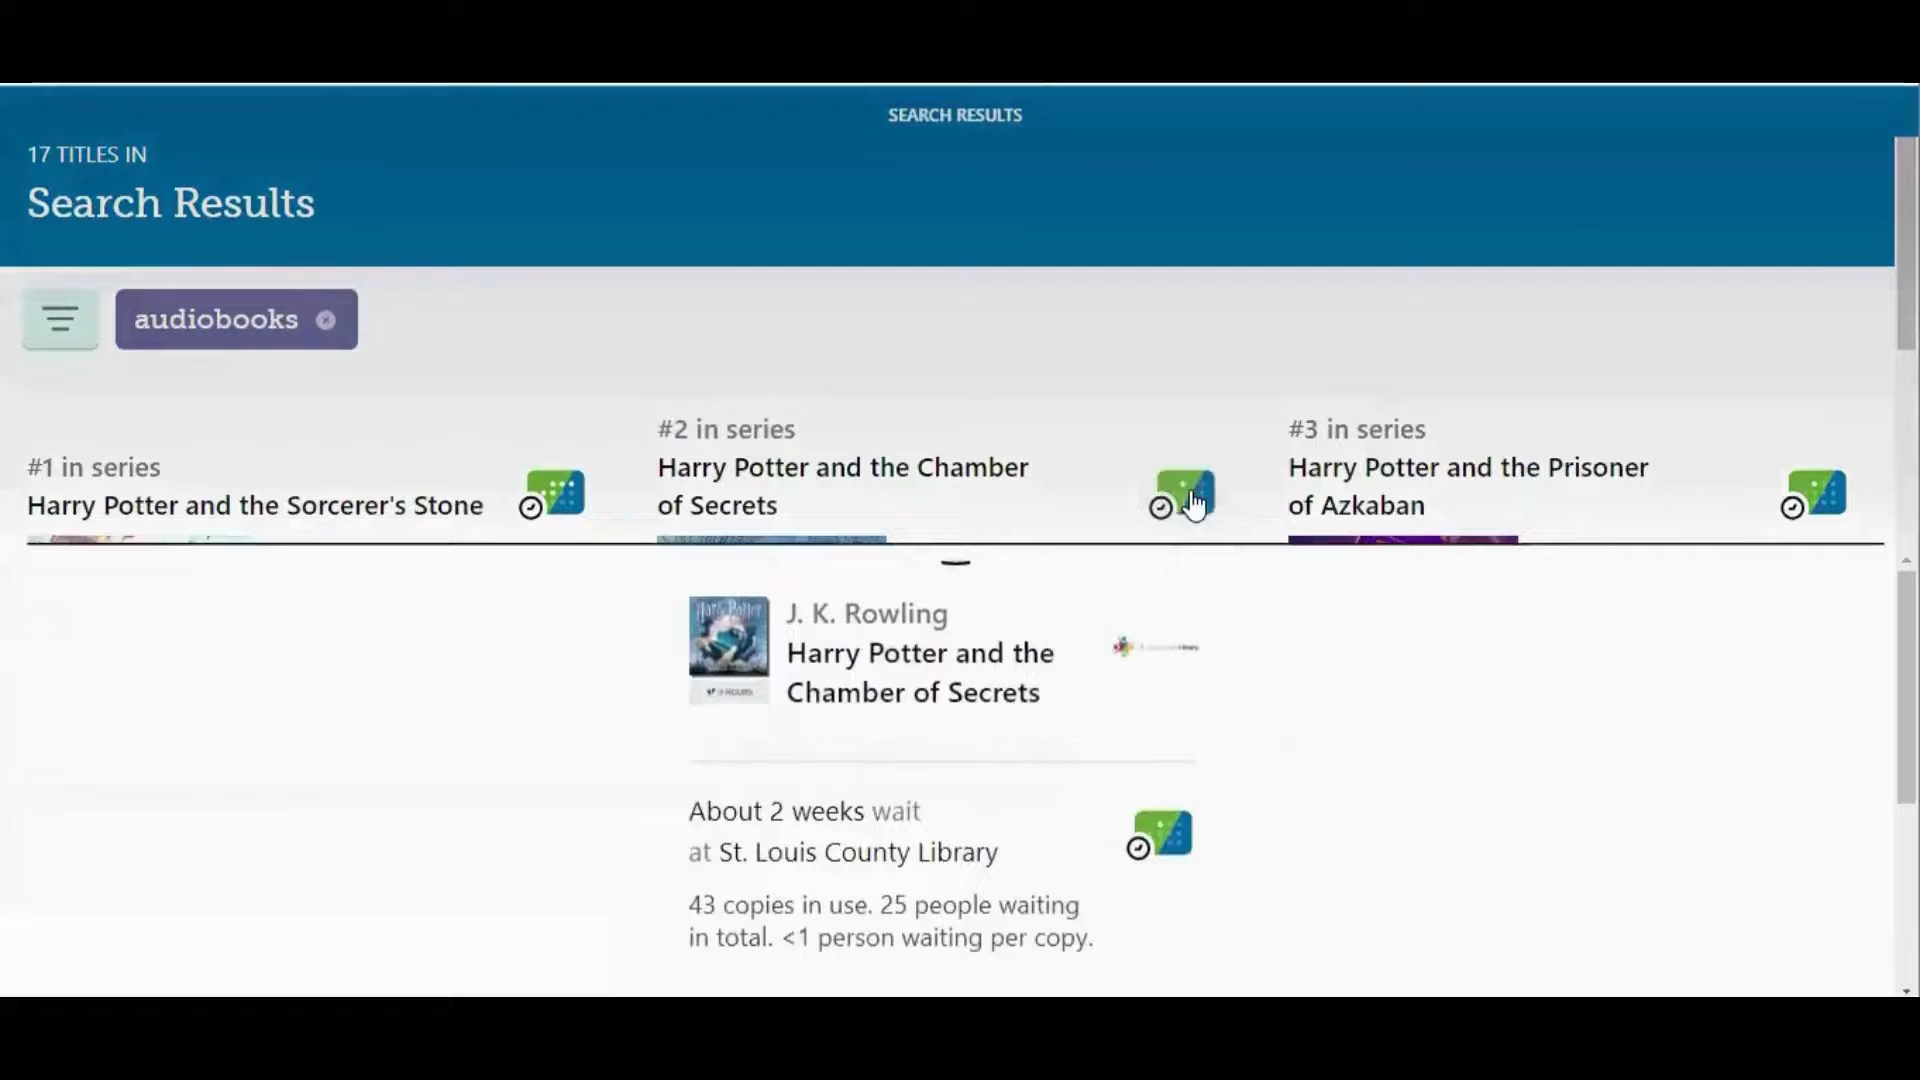 SEARCH RESULTS
17 TITLES IN
Search Results
audiobooks
#1 in series
Harry Potter and the Sorcerer's Stone
#2 in series
Harry Potter and the Chamber
of Secrets
#3 in series
Harry Potter and the Prisoner
of Azkaban
Harry Potter
J. K. Rowling
Harry Potter and the
Chamber of Secrets
About 2 weeks wait
at St. Louis County Library
43 copies in use. 25 people waiting
in total. <1 person waiting per copy.